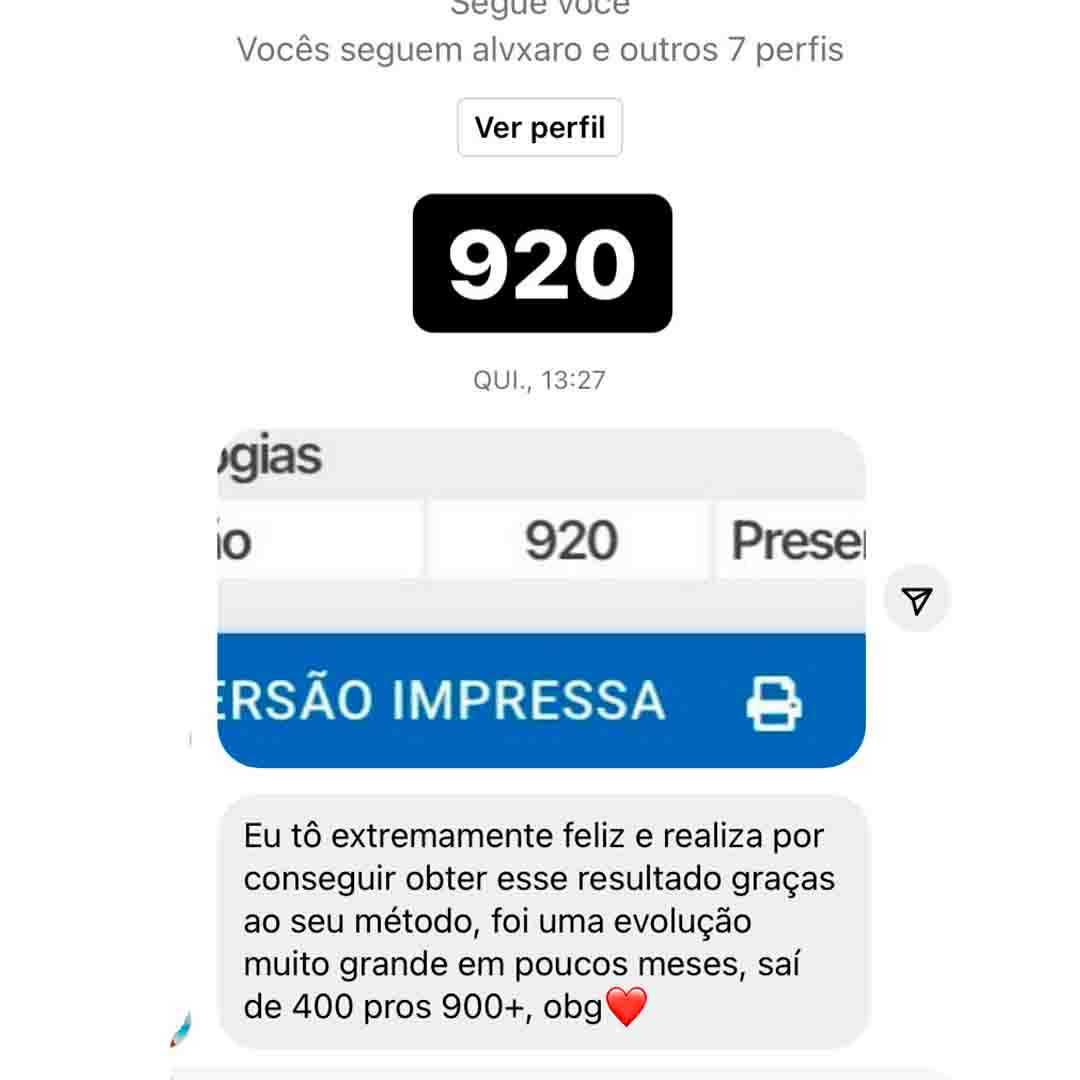 Segue você
Vocês seguem alvxaro e outros 7 perfis
Ver perfil
920
QUI., 13:27
ogias
ão
920
Prese
ERSÃO IMPRESSA
Eu tô extremamente feliz e realiza por
conseguir obter esse resultado graças
ao seu método, foi uma evolução
muito grande em poucos meses, saí
de 400 pros 900+, obg❤️